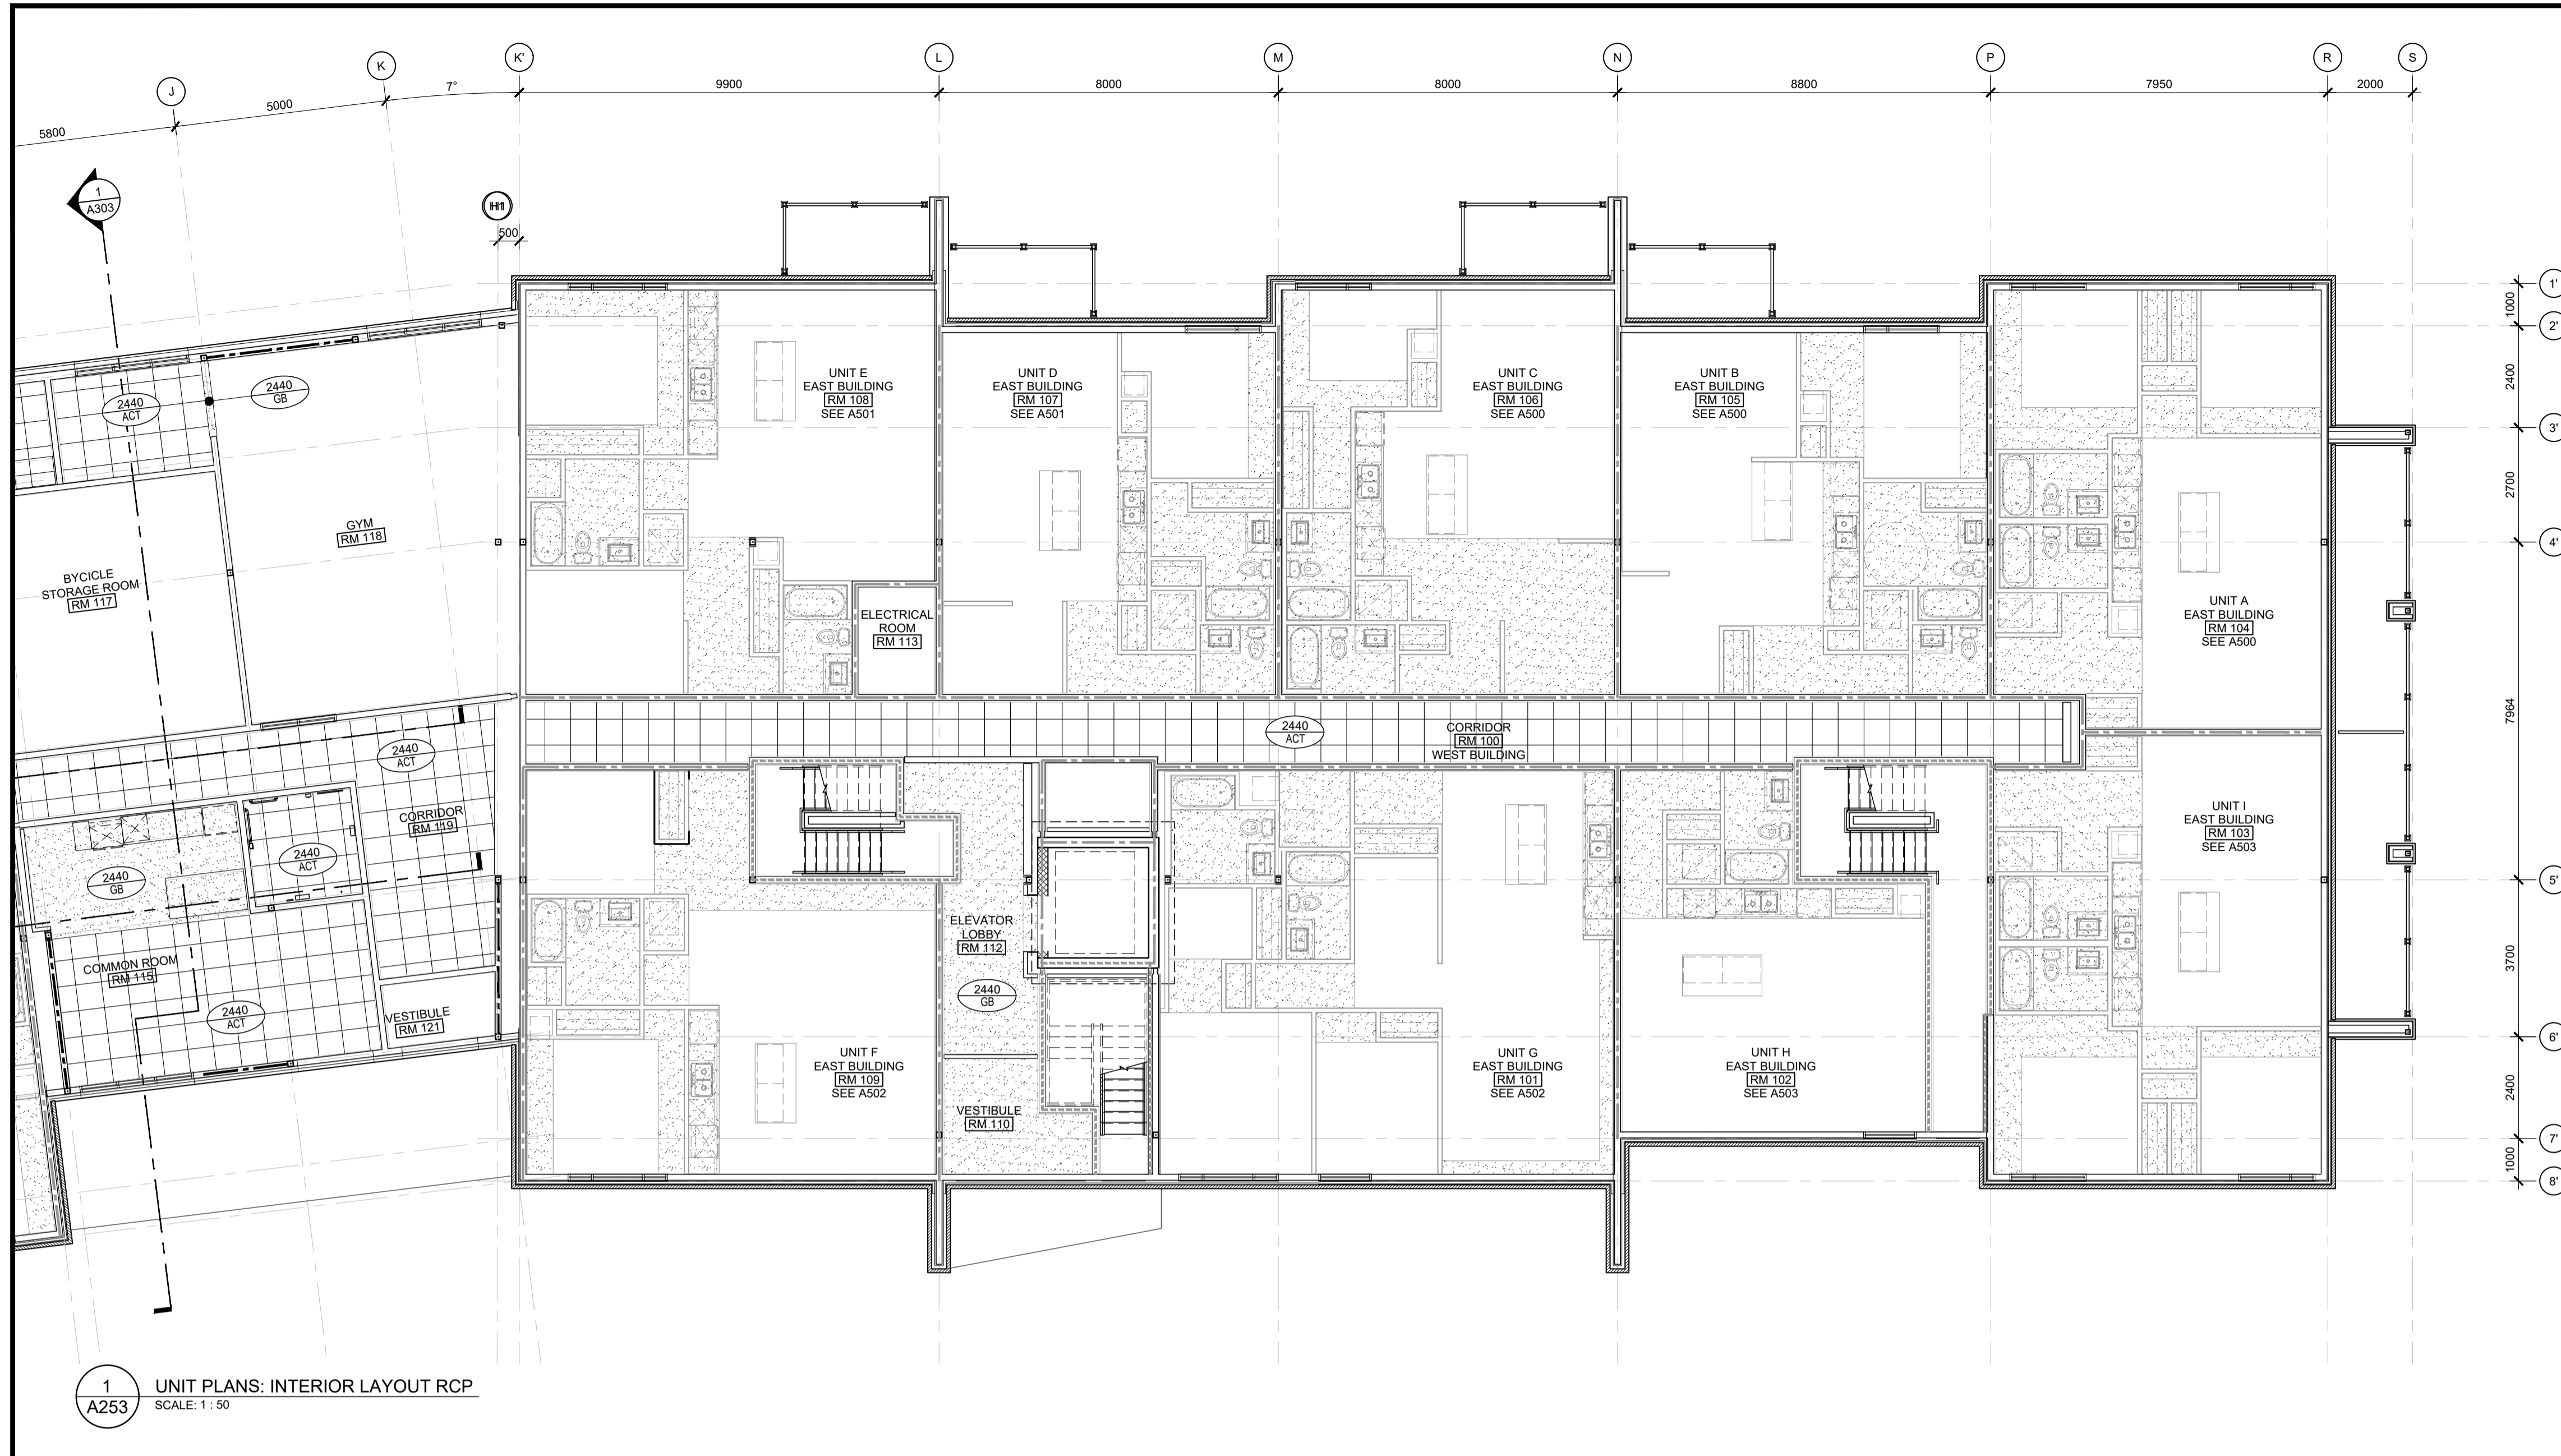 J
K
K'
L
M
N
P
R
S
5800
5000
7°
9900
8000
8000
8800
7950
2000
1
A303
H1
500
1'
1000
2'
2400
3'
2700
4'
7964
5'
3700
6'
2400
7'
1000
8'
2440
ACT
2440
GB
GYM
RM 118
BYCICLE
STORAGE ROOM
RM 117
UNIT E
EAST BUILDING
RM 108
SEE A501
UNIT D
EAST BUILDING
RM 107
SEE A501
UNIT C
EAST BUILDING
RM 106
SEE A500
UNIT B
EAST BUILDING
RM 105
SEE A500
UNIT A
EAST BUILDING
RM 104
SEE A500
ELECTRICAL
ROOM
RM 113
2440
ACT
CORRIDOR
RM 100
WEST BUILDING
2440
ACT
CORRIDOR
RM 119
2440
ACT
2440
GB
COMMON ROOM
RM 115
2440
ACT
VESTIBULE
RM 121
UNIT F
EAST BUILDING
RM 109
SEE A502
ELEVATOR
LOBBY
RM 112
2440
GB
VESTIBULE
RM 110
UNIT G
EAST BUILDING
RM 101
SEE A502
UNIT H
EAST BUILDING
RM 102
SEE A503
UNIT I
EAST BUILDING
RM 103
SEE A503
1
A253
UNIT PLANS: INTERIOR LAYOUT RCP
SCALE: 1 : 50